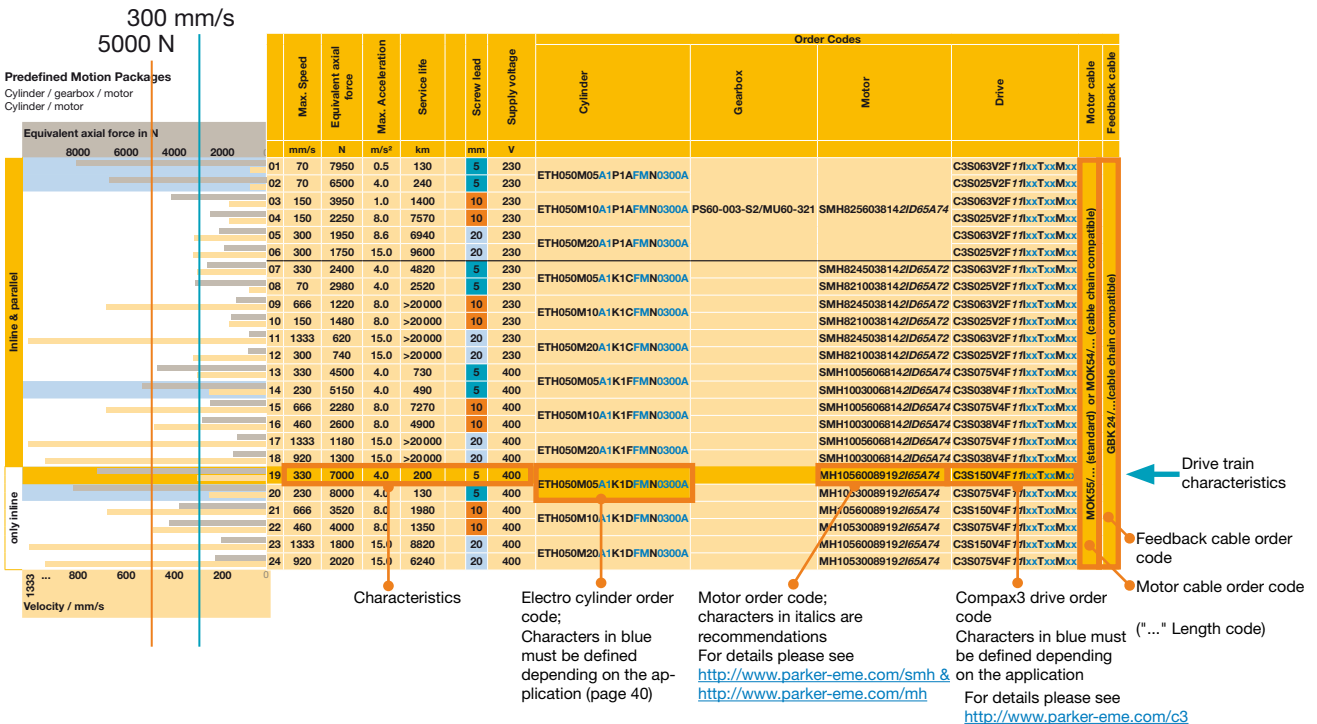 300 mm/s
5000 N
Predefined Motion Packages
Cylinder / gearbox / motor
Cylinder / motor
Equivalent axial force in N
8000 6000 4000 2000
Order Codes
Max. Speed Equivalent axial force Max. Acceleration Service life Screw lead Supply voltage Cylinder Gearbox Motor Drive Motor cable Feedback cable
mm/s N m/s² km mm V
Inline & parallel
01 70 7950 0.5 130 5 230 ETH050M05A1P1AFMN0300A PS60-003-S2/MU60-321 SMH8256038142ID65A74 C3S063V2F11IxxTxxMxx
02 70 6500 4.0 240 5 230 C3S025V2F11IxxTxxMxx
03 150 3950 1.0 1400 10 230 ETH050M10A1P1AFMN0300A C3S063V2F11IxxTxxMxx
04 150 2250 8.0 7570 10 230 C3S025V2F11IxxTxxMxx
05 300 1950 8.6 6940 20 230 ETH050M20A1P1AFMN0300A C3S063V2F11IxxTxxMxx
06 300 1750 15.0 9600 20 230 C3S025V2F11IxxTxxMxx
07 330 2400 4.0 4820 5 230 ETH050M05A1K1CFMN0300A SMH8245038142ID65A72 C3S063V2F11IxxTxxMxx
08 70 2980 4.0 2520 5 230 SMH8210038142ID65A72 C3S025V2F11IxxTxxMxx
09 666 1220 8.0 >20000 10 230 ETH050M10A1K1CFMN0300A SMH8245038142ID65A72 C3S063V2F11IxxTxxMxx
10 150 1480 8.0 >20000 10 230 SMH8210038142ID65A72 C3S025V2F11IxxTxxMxx
11 1333 620 15.0 >20000 20 230 ETH050M20A1K1CFMN0300A SMH8245038142ID65A72 C3S063V2F11IxxTxxMxx
12 300 740 15.0 >20000 20 230 SMH8210038142ID65A72 C3S025V2F11IxxTxxMxx
13 330 4500 4.0 730 5 400 ETH050M05A1K1FFMN0300A SMH10056068142ID65A74 C3S075V4F11IxxTxxMxx
14 230 5150 4.0 490 5 400 SMH10030068142ID65A74 C3S038V4F11IxxTxxMxx
15 666 2280 8.0 7270 10 400 ETH050M10A1K1FFMN0300A SMH10056068142ID65A74 C3S075V4F11IxxTxxMxx
16 460 2600 8.0 4900 10 400 SMH10030068142ID65A74 C3S038V4F11IxxTxxMxx
17 1333 1180 15.0 >20000 20 400 ETH050M20A1K1FFMN0300A SMH10056068142ID65A74 C3S075V4F11IxxTxxMxx
18 920 1300 15.0 >20000 20 400 SMH10030068142ID65A74 C3S038V4F11IxxTxxMxx
only inline
19 330 7000 4.0 200 5 400 ETH050M05A1K1DFMN0300A MH10560089192I65A74 C3S150V4F11IxxTxxMxx
20 230 8000 4.0 130 5 400 MH10530089192I65A74 C3S075V4F11IxxTxxMxx
21 666 3520 8.0 1980 10 400 ETH050M10A1K1DFMN0300A MH10560089192I65A74 C3S150V4F11IxxTxxMxx
22 460 4000 8.0 1350 10 400 MH10530089192I65A74 C3S075V4F11IxxTxxMxx
23 1333 1800 15.0 8820 20 400 ETH050M20A1K1DFMN0300A MH10560089192I65A74 C3S150V4F11IxxTxxMxx
24 920 2020 15.0 6240 20 400 MH10530089192I65A74 C3S075V4F11IxxTxxMxx
MOK55/... (standard) or MOK54/... (cable chain compatible)
GBK 24/...(cable chain compatible)
1333 ... 800 600 400 200 0
Velocity / mm/s
Drive train
characteristics
Feedback cable order
code
Motor cable order code
("..." Length code)
Characteristics
Electro cylinder order
code;
Characters in blue
must be defined
depending on the ap-
plication (page 40)
Motor order code;
characters in italics are
recommendations
For details please see
http://www.parker-eme.com/smh &
http://www.parker-eme.com/mh
Compax3 drive order
code
Characters in blue must
be defined depending
on the application
For details please see
http://www.parker-eme.com/c3